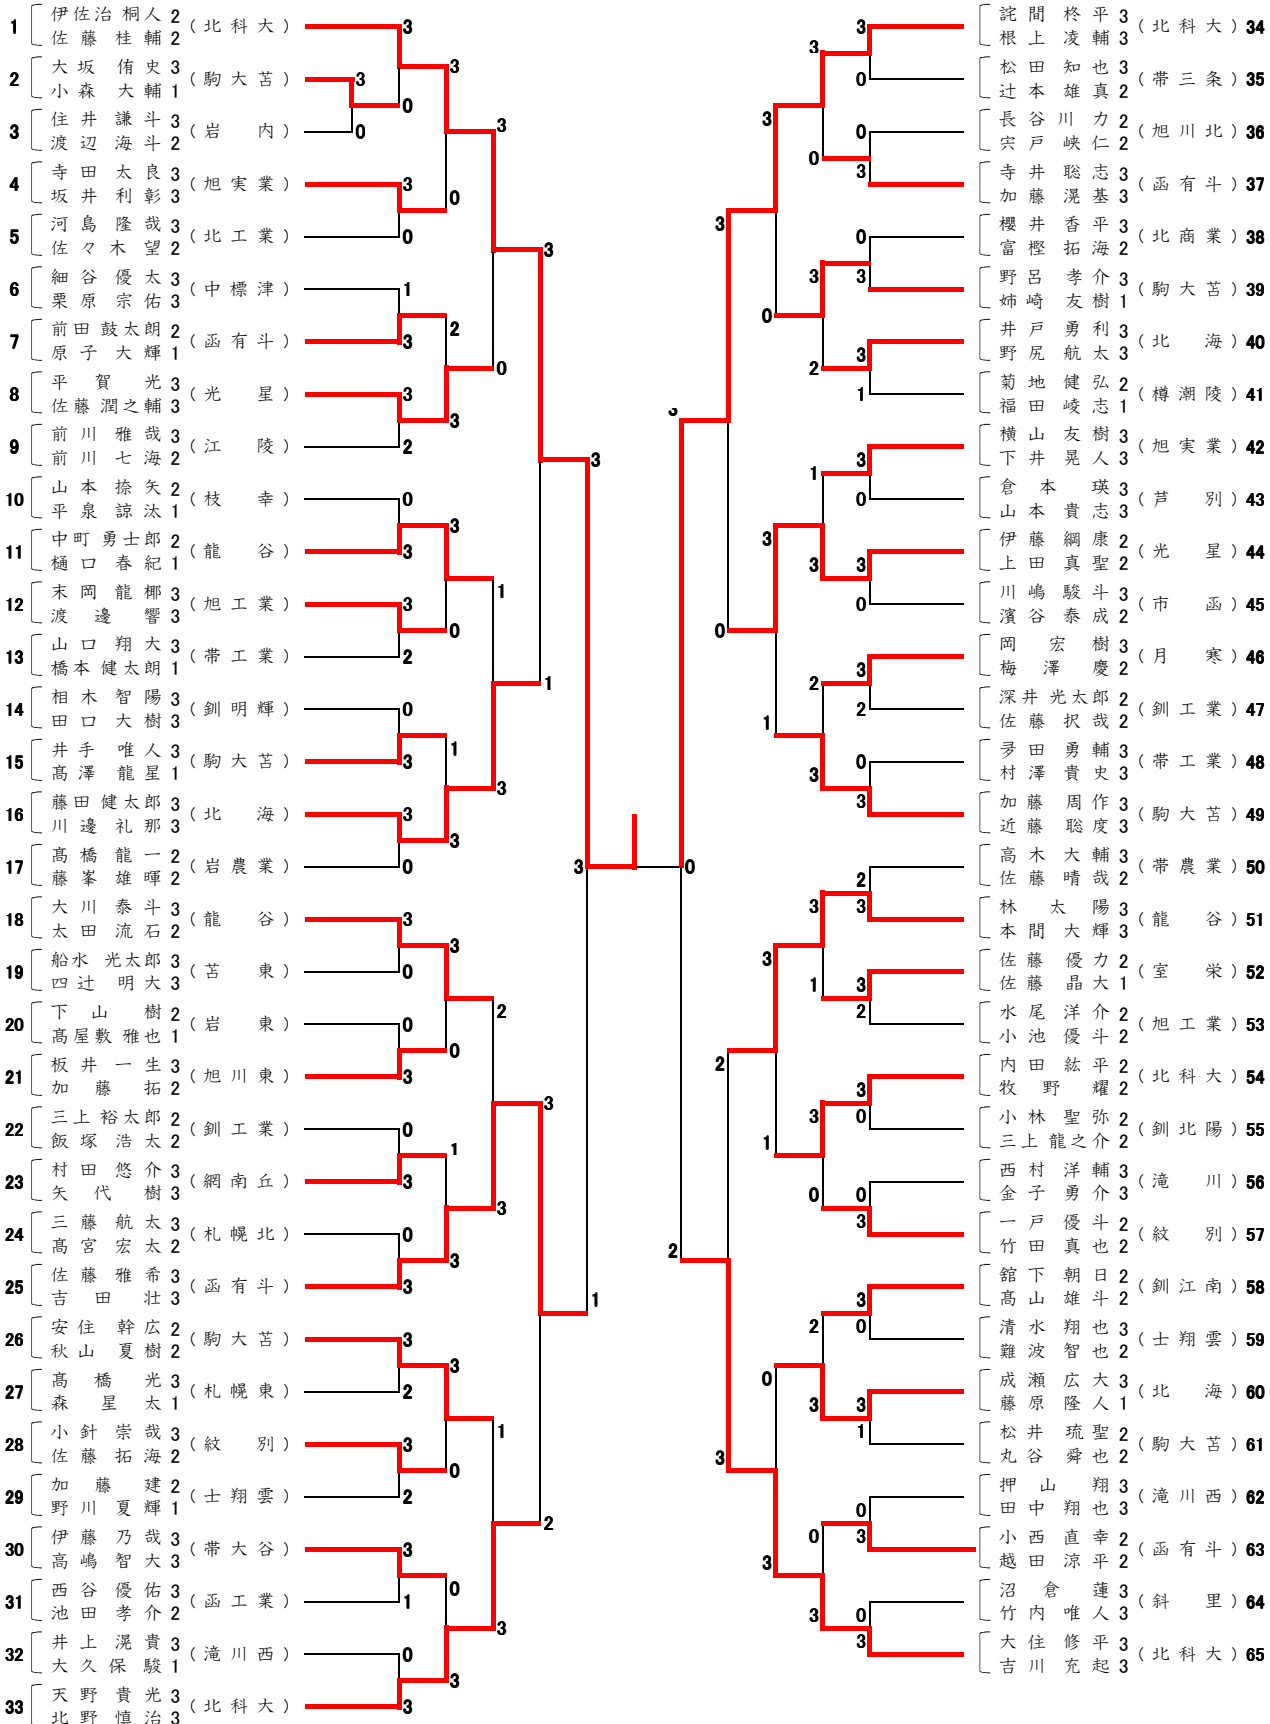 1 伊佐治 桐人 2 (北科大)
佐藤桂輔 2
2 大坂侑史 3 (駒大苫)
小森大輔 1
3 住井謙斗 3 (岩内)
渡辺海斗 2
4 寺田太良 3 (旭実業)
坂井利彰 3
5 河島隆哉 3 (北工業)
佐々木望 2
6 細谷優太 3 (中標津)
栗原宗佑 3
7 前田鼓太朗 2 (函有斗)
原子大輝 1
8 平賀光 3 (光星)
佐藤潤之輔 3
9 前川雅哉 3 (江陵)
前川七海 2
10 山本捺矢 2 (枝幸)
平泉諒汰 1
11 中町勇士郎 2 (龍谷)
樋口春紀 1
12 末岡龍梛 3 (旭工業)
渡邊響 3
13 山口翔大 3 (帯工業)
橋本健太朗 1
14 相木智陽 3 (釧明輝)
田口大樹 3
15 井手唯人 3 (駒大苫)
髙澤龍星 1
16 藤田健太郎 3 (北海)
川邊礼那 3
17 髙橋龍一 2 (岩農業)
藤峯雄暉 2
18 大川泰斗 3 (龍谷)
太田流石 2
19 船水 光太郎 3 (苫東)
四辻明大 3
20 下山樹 2 (岩東)
髙屋敷 雅也 1
21 板井一生 3 (旭川東)
加藤拓 2
22 三上裕太郎 2 (釧工業)
飯塚浩太 2
23 村田悠介 3 (網南丘)
矢代樹 3
24 三藤航太 3 (札幌北)
髙宮宏太 2
25 佐藤雅希 3 (函有斗)
吉田壮 3
26 安住幹広 2 (駒大苫)
秋山夏樹 2
27 髙橋光 3 (札幌東)
森星太 1
28 小針崇哉 3 (紋別)
佐藤拓海 2
29 加藤建 2 (士翔雲)
野川夏輝 1
30 伊藤乃哉 3 (帯大谷)
高嶋智大 3
31 西谷優佑 3 (函工業)
池田孝介 2
32 井上滉貴 3 (滝川西)
大久保駿 1
33 天野貴光 3 (北科大)
北野慎治 3
詫間柊平 3 (北科大) 34
根上凌輔 3
松田知也 3 (帯三条) 35
辻本雄真 2
長谷川力 2 (旭川北) 36
宍戸峡仁 2
寺井聡志 3 (函有斗) 37
加藤滉基 3
櫻井香平 3 (北商業) 38
富樫拓海 2
野呂孝介 3 (駒大苫) 39
姉崎友樹 1
井戸勇利 3 (北海) 40
野尻航太 3
菊地健弘 2 (樽潮陵) 41
福田崚志 1
横山友樹 3 (旭実業) 42
下井晃人 3
倉本瑛 3 (芦別) 43
山本貴志 3
伊藤綱康 2 (光星) 44
上田真聖 2
川嶋駿斗 3 (市函) 45
濱谷泰成 2
岡宏樹 3 (月寒) 46
梅澤慶 2
深井光太郎 2 (釧工業) 47
佐藤択哉 2
田勇輔 3 (帯工業) 48
村澤貴史 3
加藤周作 3 (駒大苫) 49
近藤聡度 3
高木大輔 3 (帯農業) 50
佐藤晴哉 2
林太陽 3 (龍谷) 51
本間大輝 3
佐藤優力 2 (室栄) 52
佐藤晶大 1
水尾洋介 2 (旭工業) 53
小池優斗 2
内田紘平 2 (北科大) 54
牧野耀 2
小林聖弥 2 (釧北陽) 55
三上龍之介 2
西村洋輔 3 (滝川) 56
金子勇介 3
一戸優斗 2 (紋別) 57
竹田真也 2
舘下朝日 2 (釧江南) 58
髙山雄斗 2
清水翔也 3 (士翔雲) 59
難波智也 2
成瀬広大 3 (北海) 60
藤原隆人 1
松井琉聖 2 (駒大苫) 61
丸谷舜也 2
押山翔 3 (滝川西) 62
田中翔也 3
小西直幸 2 (函有斗) 63
越田涼平 2
沼倉蓮 3 (斜里) 64
竹内唯人 3
大住修平 3 (北科大) 65
吉川充起 3